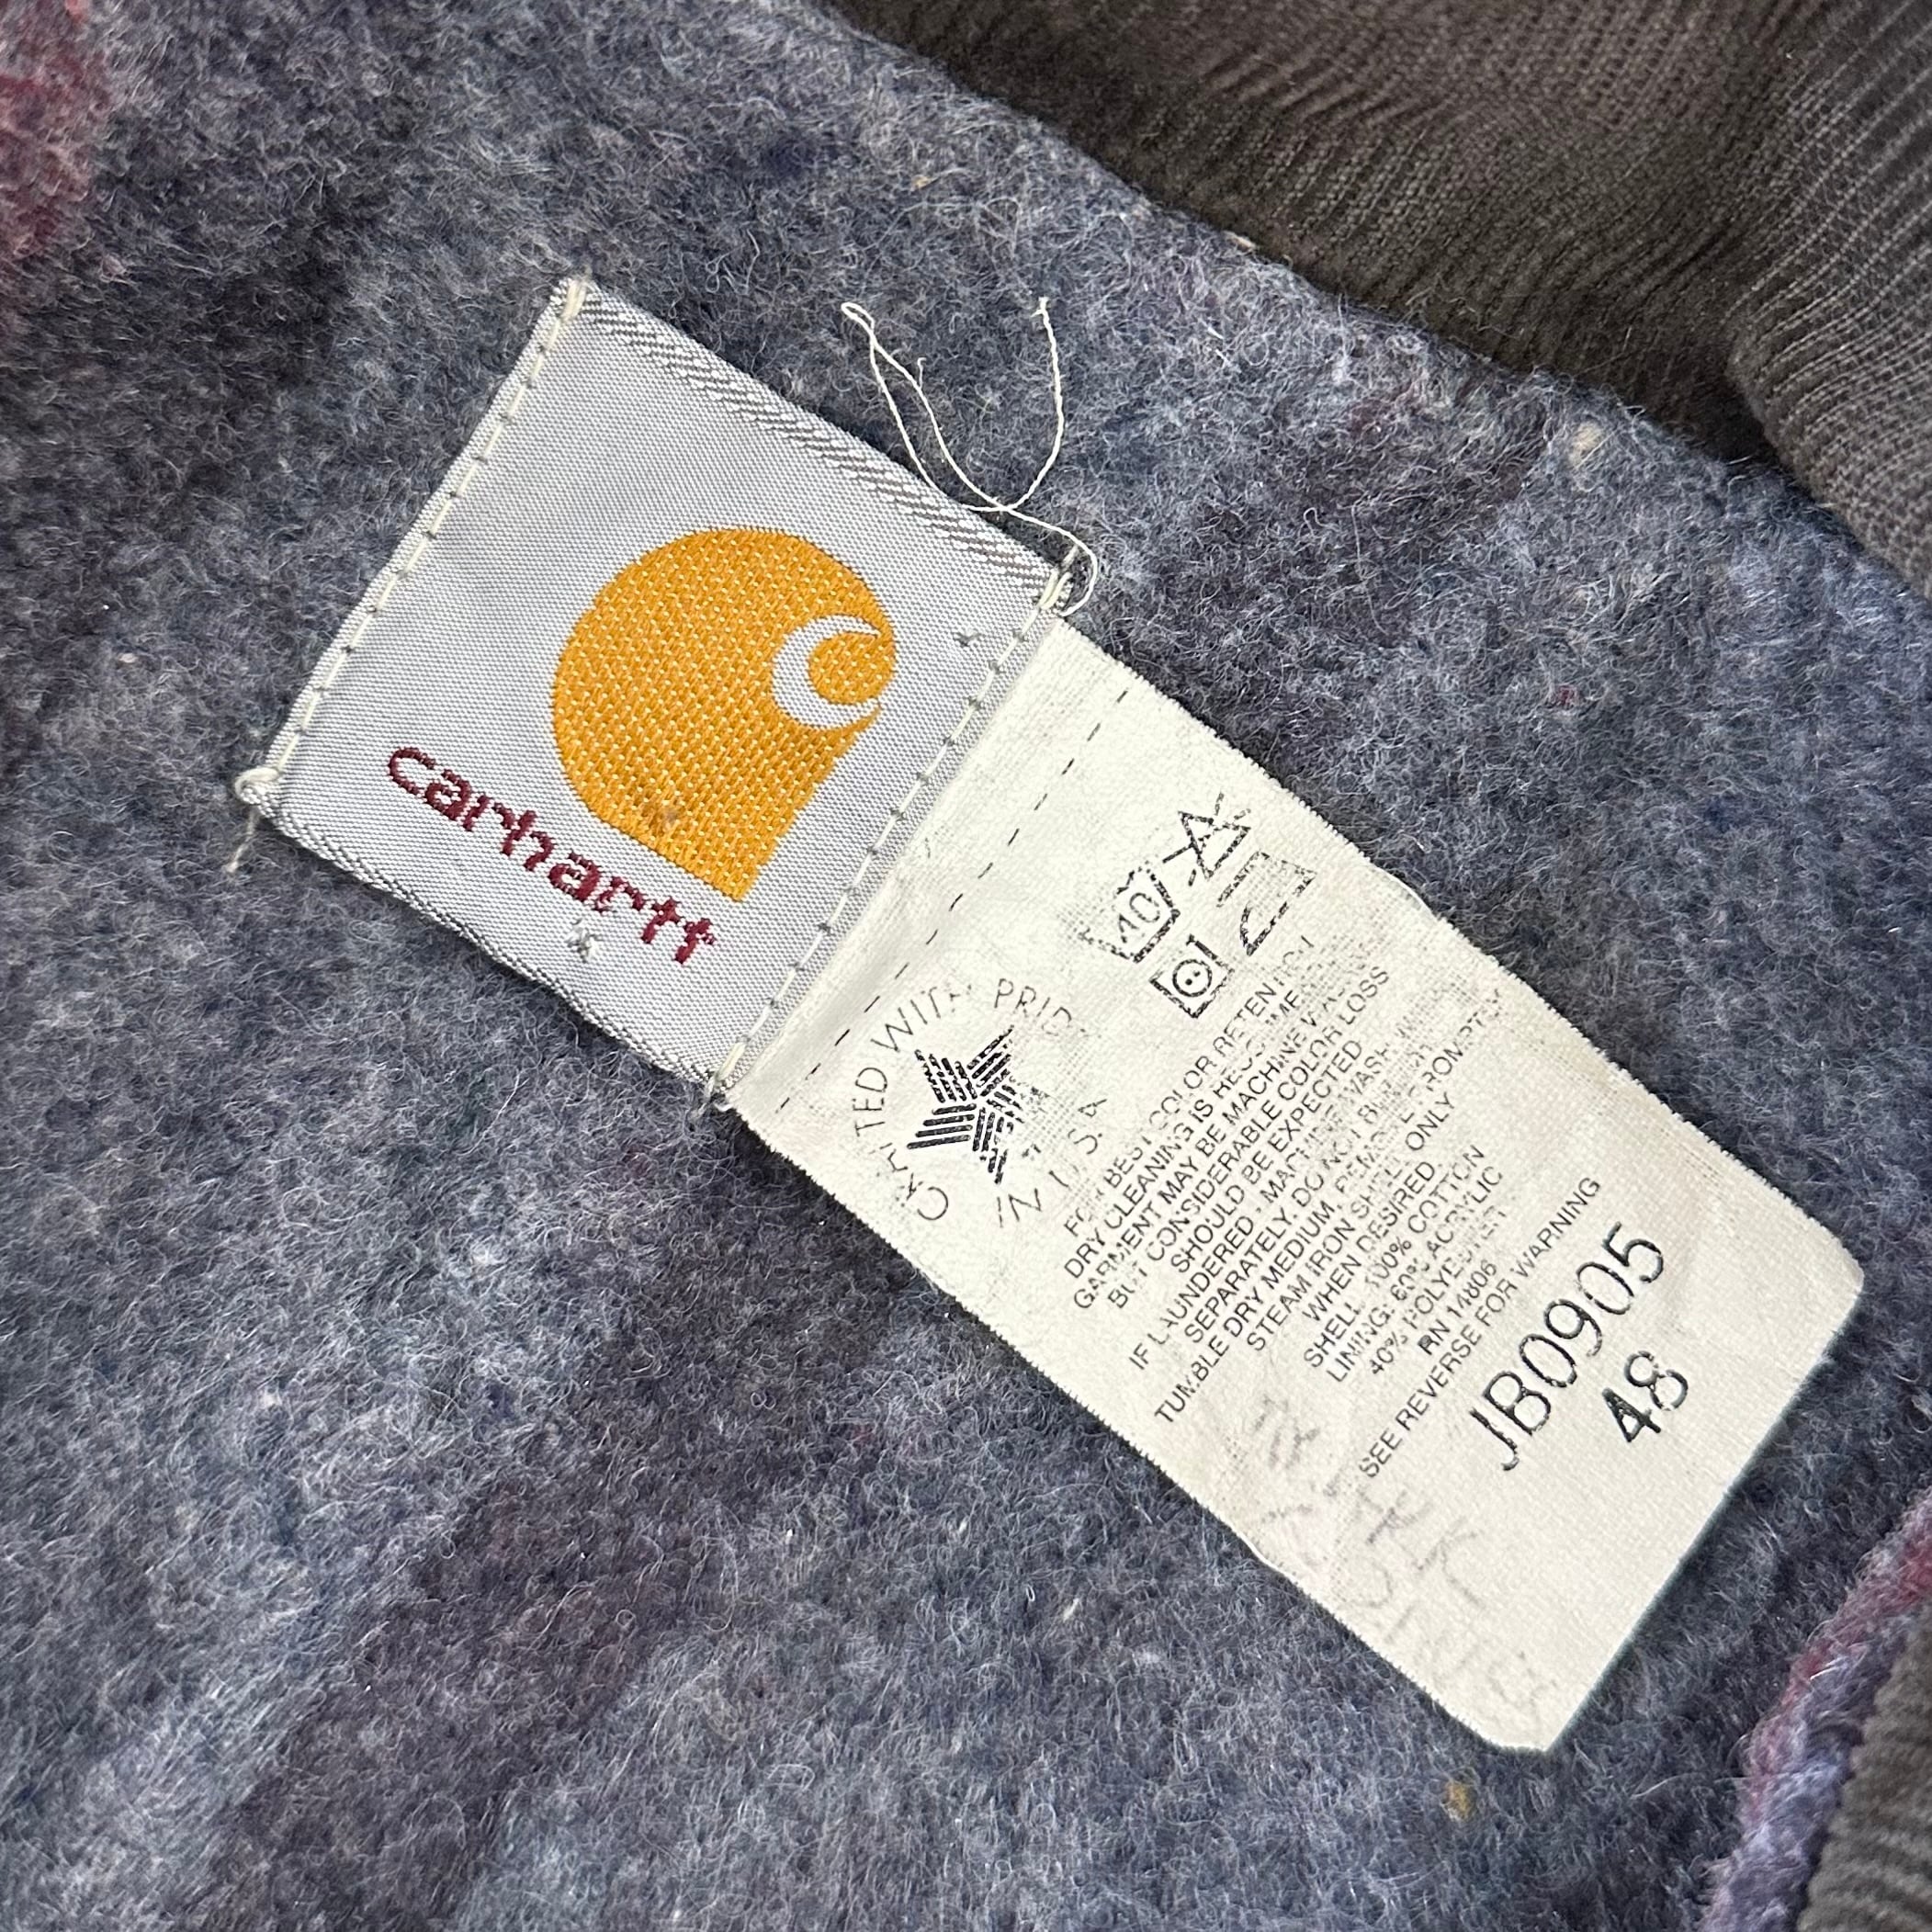 carhartt
CRAFTED WITH PRIDE
IN U.S.A
40
FOR BEST COLOR RETENTION
DRY CLEANING IS RECOMMENDED
GARMENT MAY BE MACHINE WASHED
BUT CONSIDERABLE COLOR LOSS
SHOULD BE EXPECTED
IF LAUNDERED - MACHINE WASH WARM
SEPARATELY. DO NOT BLEACH.
TUMBLE DRY MEDIUM, REMOVE PROMPTLY
STEAM IRON SHELL ONLY
WHEN DESIRED
SHELL: 100% COTTON
LINING: 60% ACRYLIC
40% POLYESTER
RN 14806
SEE REVERSE FOR WARNING
JB0905
48